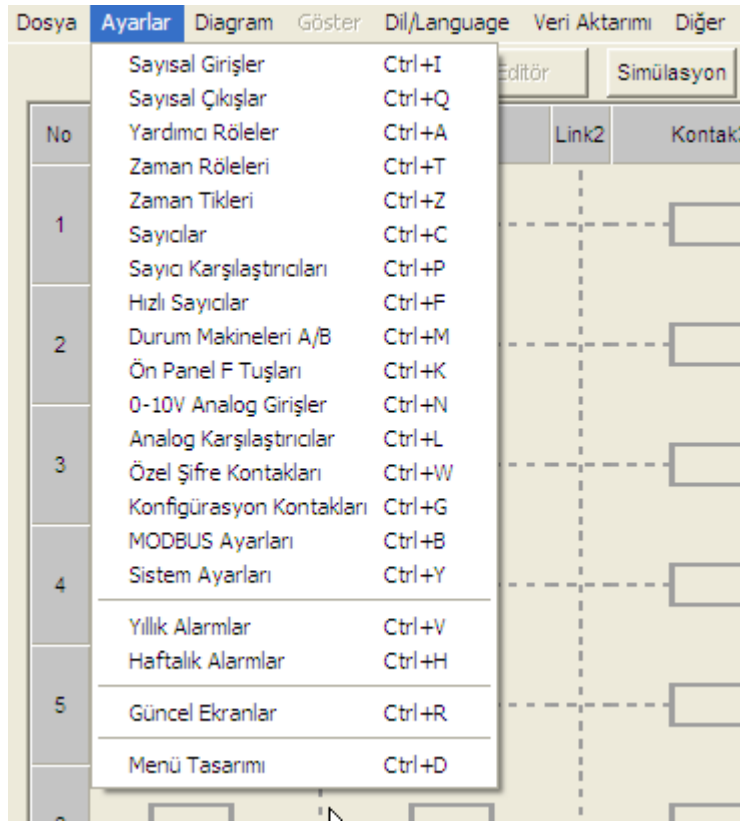 Dosya Ayarlar Diagram Göster Dil/Language Veri Aktarımı Diğer
Editör Simülasyon
No Link2
Sayısal Girişler Ctrl+I
Sayısal Çıkışlar Ctrl+Q
Yardımcı Röleler Ctrl+A
Zaman Röleleri Ctrl+T
Zaman Tikleri Ctrl+Z
1
Sayıcılar Ctrl+C
Sayıcı Karşılaştırıcıları Ctrl+P
Hızlı Sayıcılar Ctrl+F
2
Durum Makineleri A/B Ctrl+M
Ön Panel F Tuşları Ctrl+K
0-10V Analog Girişler Ctrl+N
Analog Karşılaştırıcılar Ctrl+L
3
Özel Şifre Kontakları Ctrl+W
Konfigürasyon Kontakları Ctrl+G
MODBUS Ayarları Ctrl+B
4
Sistem Ayarları Ctrl+Y
Yıllık Alarmlar Ctrl+V
Haftalık Alarmlar Ctrl+H
5
Güncel Ekranlar Ctrl+R
Menü Tasarımı Ctrl+D